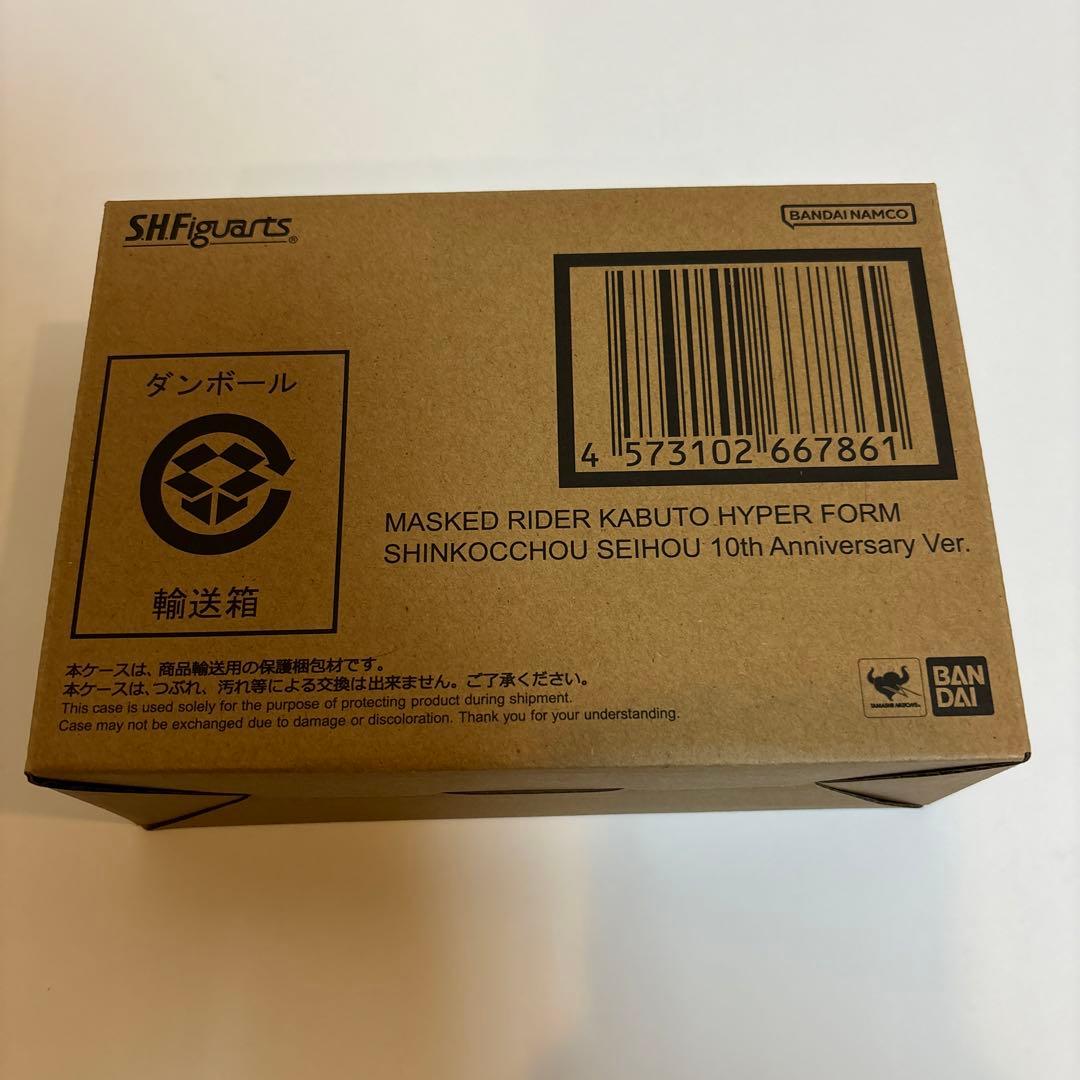 S.H.Figuarts®
BANDAI NAMCO
4 573102 667861
ダンボール
輸送箱
MASKED RIDER KABUTO HYPER FORM
SHINKOCCHOU SEIHOU 10th Anniversary Ver.
本ケースは、商品輸送用の保護梱包材です。
本ケースは、つぶれ、汚れ等による交換は出来ません。ご了承ください。
This case is used solely for the purpose of protecting product during shipment.
Case may not be exchanged due to damage or discoloration. Thank you for your understanding.
TAMASHII NATIONS
BAN
DAI